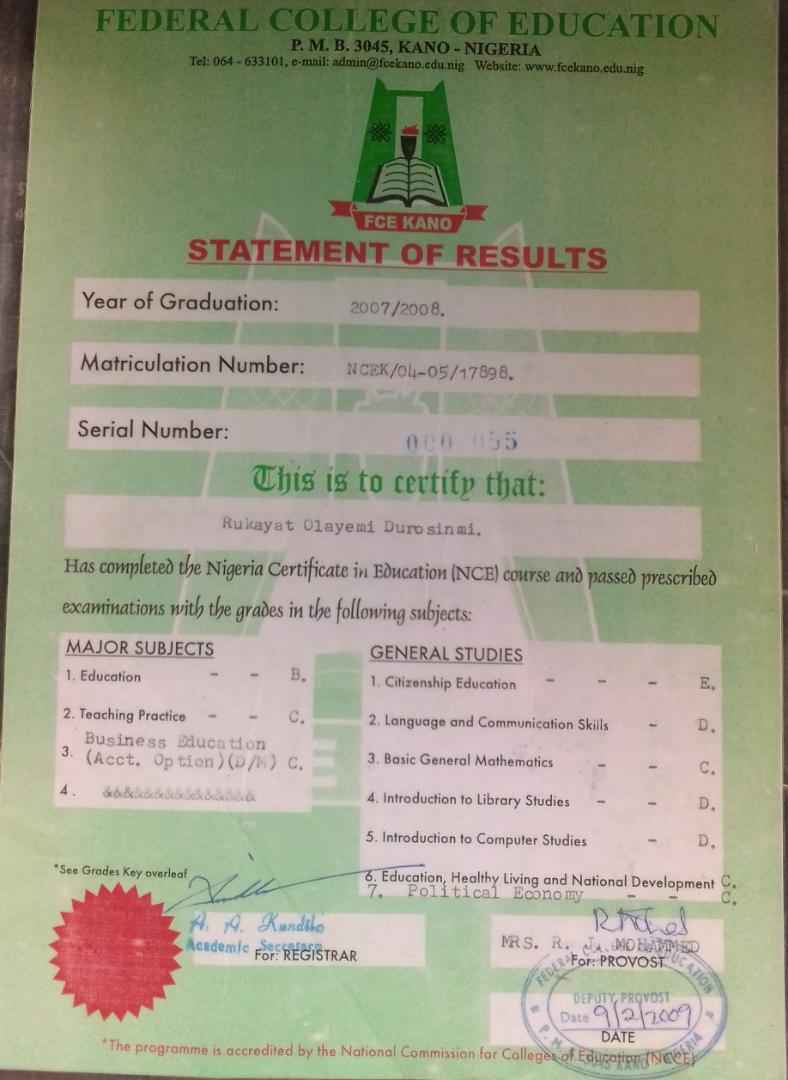 FEDERAL COLLEGE OF EDUCATION
P. M. B. 3045, KANO - NIGERIA
Tel: 064 - 633101, e-mail: admin@fcekano.edu.nig Website: www.fcekano.edu.nig
FCE KANO
STATEMENT OF RESULTS
Year of Graduation: 2007/2008.
Matriculation Number: NCEK/04-05/17898.
Serial Number: 000 055
This is to certify that:
Rukayat Olayemi Durosinmi.
Has completed the Nigeria Certificate in Education (NCE) course and passed prescribed
examinations with the grades in the following subjects:
MAJOR SUBJECTS
1. Education - - B.
2. Teaching Practice - - C.
3. Business Education
(Acct. Option)(D/M) C.
4. &&&&&&&&&&&&&&
GENERAL STUDIES
1. Citizenship Education - - - E.
2. Language and Communication Skills - D.
3. Basic General Mathematics - - C.
4. Introduction to Library Studies - - D.
5. Introduction to Computer Studies - D.
6. Education, Healthy Living and National Development C.
7. Political Economy - - C.
*See Grades Key overleaf
A. A. Kundila
Academic Secretary
For: REGISTRAR
MRS. R. J. MOHAMMED
For: PROVOST
FEDERAL EDUCATION
DEPUTY PROVOST
Date 9/2/2009
DATE
P. M. 3045 KANO NIGERIA
*The programme is accredited by the National Commission for Colleges of Education (NCCE)